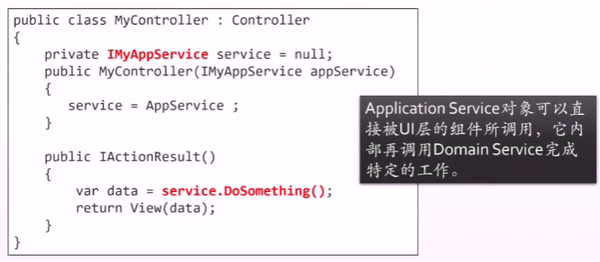 public class MyController : Controller
{
    private IMyAppService service = null;
    public MyController(IMyAppService appService)
    {
       service = AppService ;
    }

    public IActionResult()
    {
        var data = service.DoSomething();
        return View(data);
    }
}
Application Service对象可以直
接被UI层的组件所调用，它内
部再调用Domain Service完成
特定的工作。